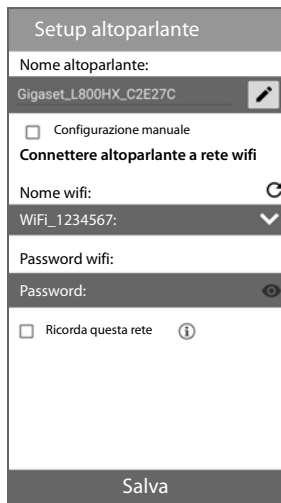 Setup altoparlante
Nome altoparlante:
Gigaset_L800HX_C2E27C
Configurazione manuale
Connettere altoparlante a rete wifi
Nome wifi:
WiFi_1234567:
Password wifi:
Password:
Ricorda questa rete
Salva